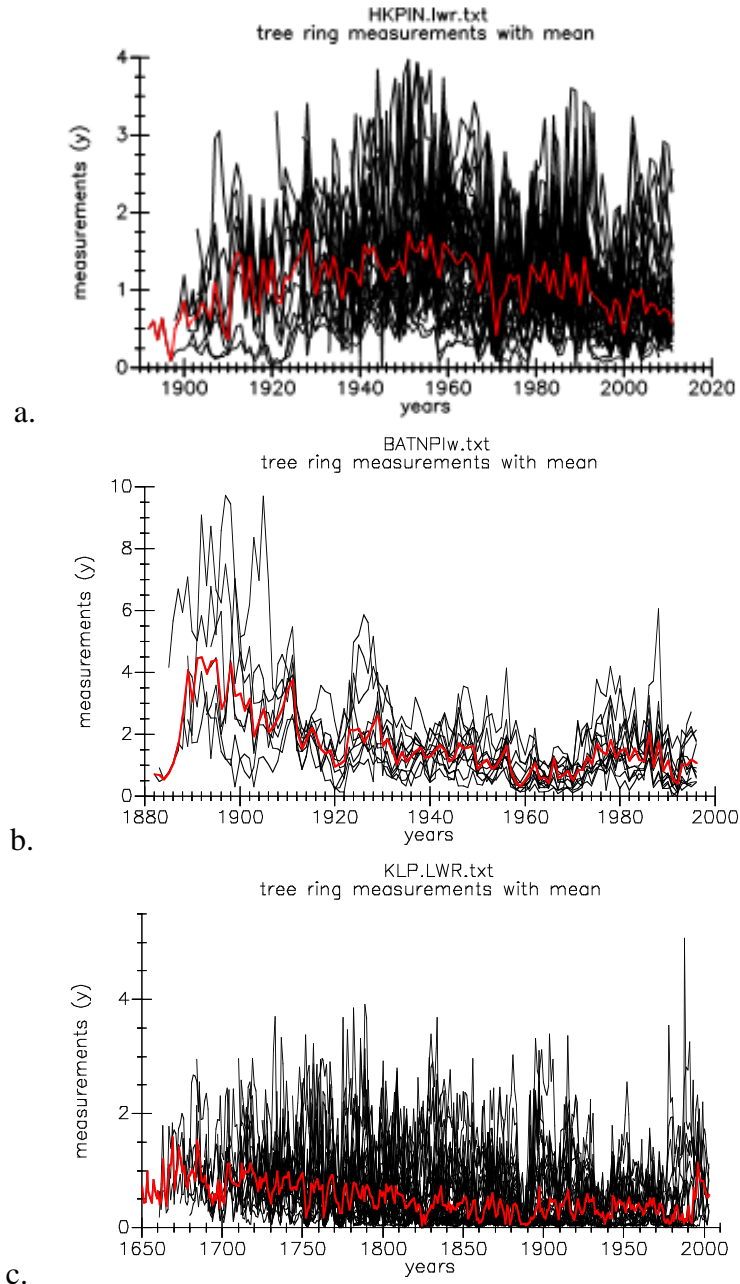 HKPIN.lwr.txt
tree ring measurements with mean
measurements (y)
4
3
2
1
0
1900 1920 1940 1960 1980 2000 2020
years
a.
BATNPIw.txt
tree ring measurements with mean
measurements (y)
10
8
6
4
2
0
1880 1900 1920 1940 1960 1980 2000
years
b.
KLP.LWR.txt
tree ring measurements with mean
measurements (y)
4
2
0
1650 1700 1750 1800 1850 1900 1950 2000
years
c.